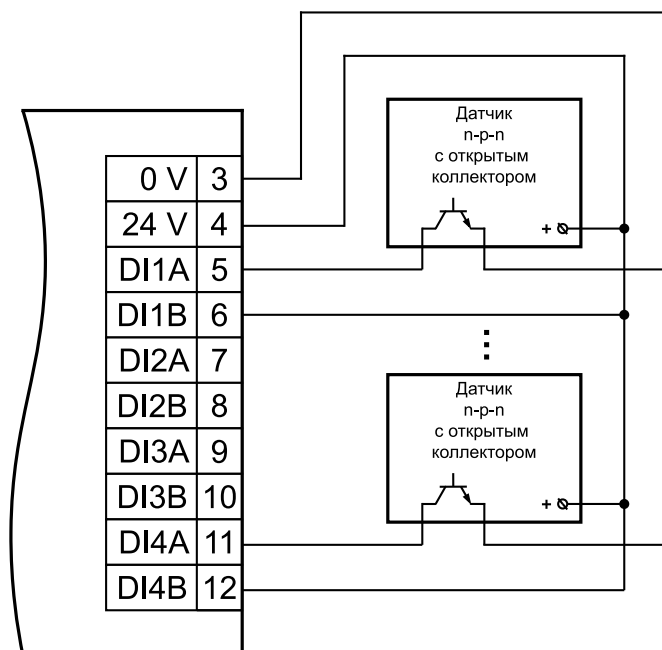 Датчик
n-p-n
с открытым
коллектором
+
0 V 3
24 V 4
DI1A 5
DI1B 6
DI2A 7
DI2B 8
DI3A 9
DI3B 10
DI4A 11
DI4B 12
Датчик
n-p-n
с открытым
коллектором
+